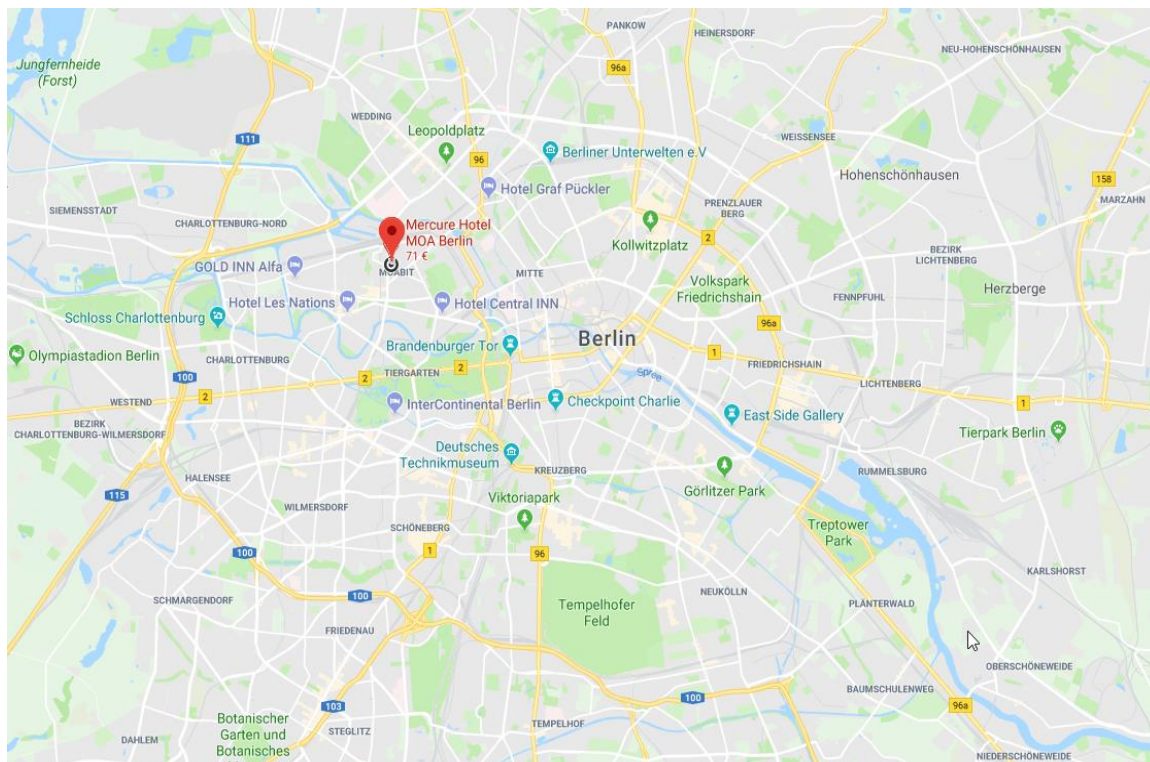 PANKOW
HEINERSDORF
NEU-HOHENSCHÖNHAUSEN
Jungfernheide
(Forst)
96a
WEDDING
111
Leopoldplatz
96
Berliner Unterwelten e.V
WEISSENSEE
Hohenschönhausen
158
MARZAHN
Hotel Graf Pückler
SIEMENSSTADT
CHARLOTTENBURG-NORD
PRENZLAUER
BERG
Mercure Hotel
MOA Berlin
71 €
Kollwitzplatz
2
BEZIRK
LICHTENBERG
GOLD INN Alfa
MOABIT
MITTE
Volkspark
Friedrichshain
FENNPFUHL
Herzberge
Hotel Les Nations
Hotel Central INN
Schloss Charlottenburg
96a
Berlin
Brandenburger Tor
Olympiastadion Berlin
CHARLOTTENBURG
1
FRIEDRICHSHAIN
TIERGARTEN
2
2
100
Spree
LICHTENBERG
2
WESTEND
InterContinental Berlin
Checkpoint Charlie
1
East Side Gallery
BEZIRK
CHARLOTTENBURG-WILMERSDORF
Tierpark Berlin
Deutsches
Technikmuseum
KREUZBERG
RUMMELSBURG
HALENSEE
Görlitzer Park
115
Viktoriapark
WILMERSDORF
SCHÖNEBERG
Treptower
Park
100
1
96
KARLSHORST
SCHMARGENDORF
100
Tempelhofer
Feld
NEUKÖLLN
PLÄNTERWALD
FRIEDENAU
OBERSCHÖNEWEIDE
100
BAUMSCHULENWEG
103
96a
Botanischer
Garten und
Botanisches
STEGLITZ
TEMPELHOF
DAHLEM
NIEDERSCHÖNEWEIDE